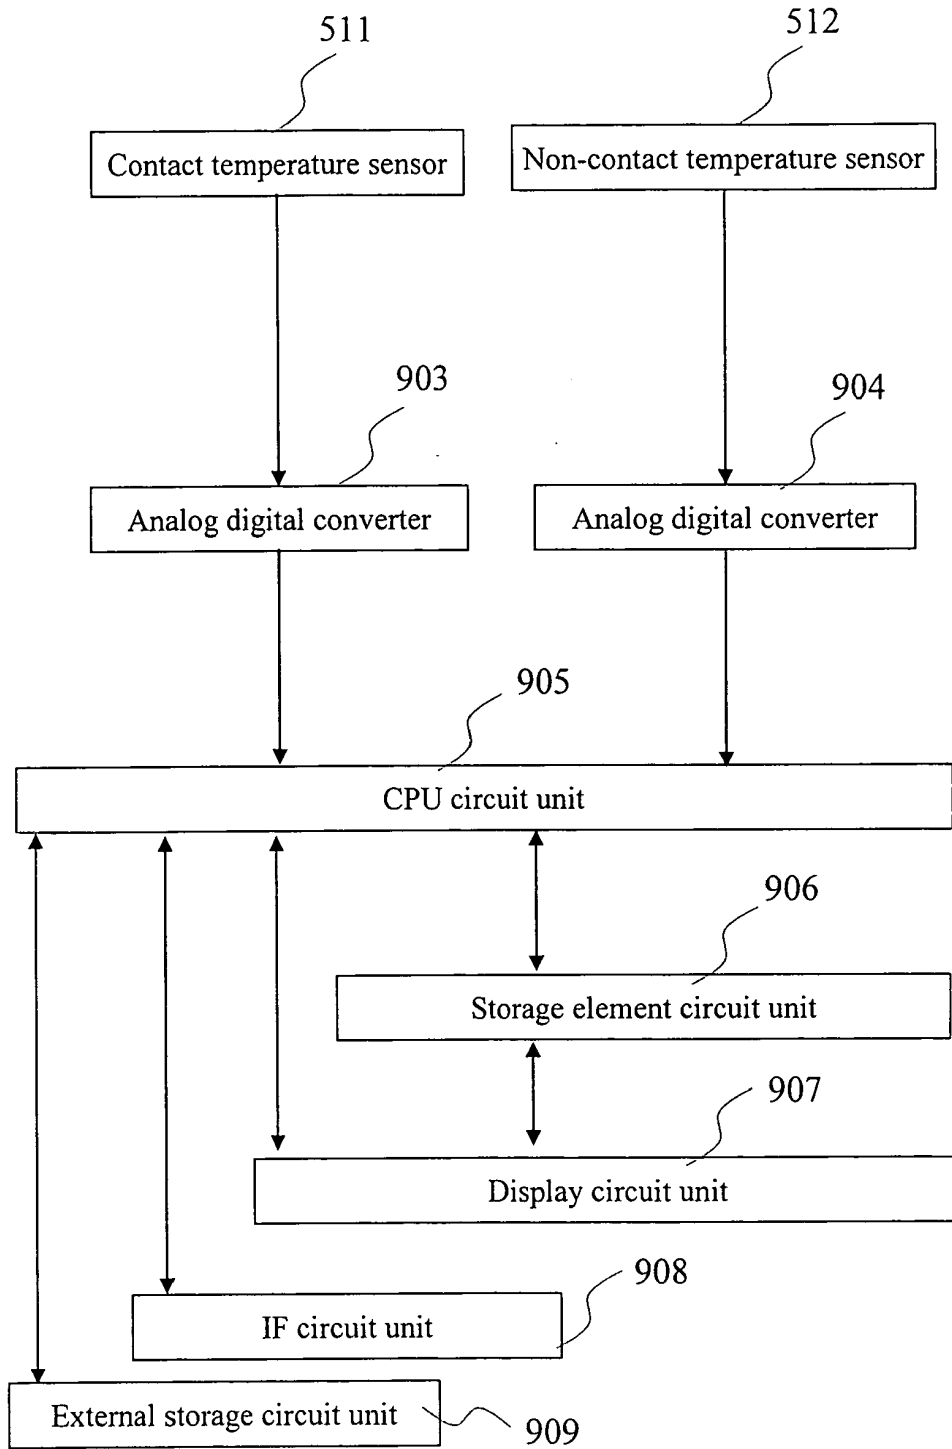 511
512
Contact temperature sensor
Non-contact temperature sensor
903
904
Analog digital converter
Analog digital converter
905
CPU circuit unit
906
Storage element circuit unit
907
Display circuit unit
908
IF circuit unit
External storage circuit unit
909